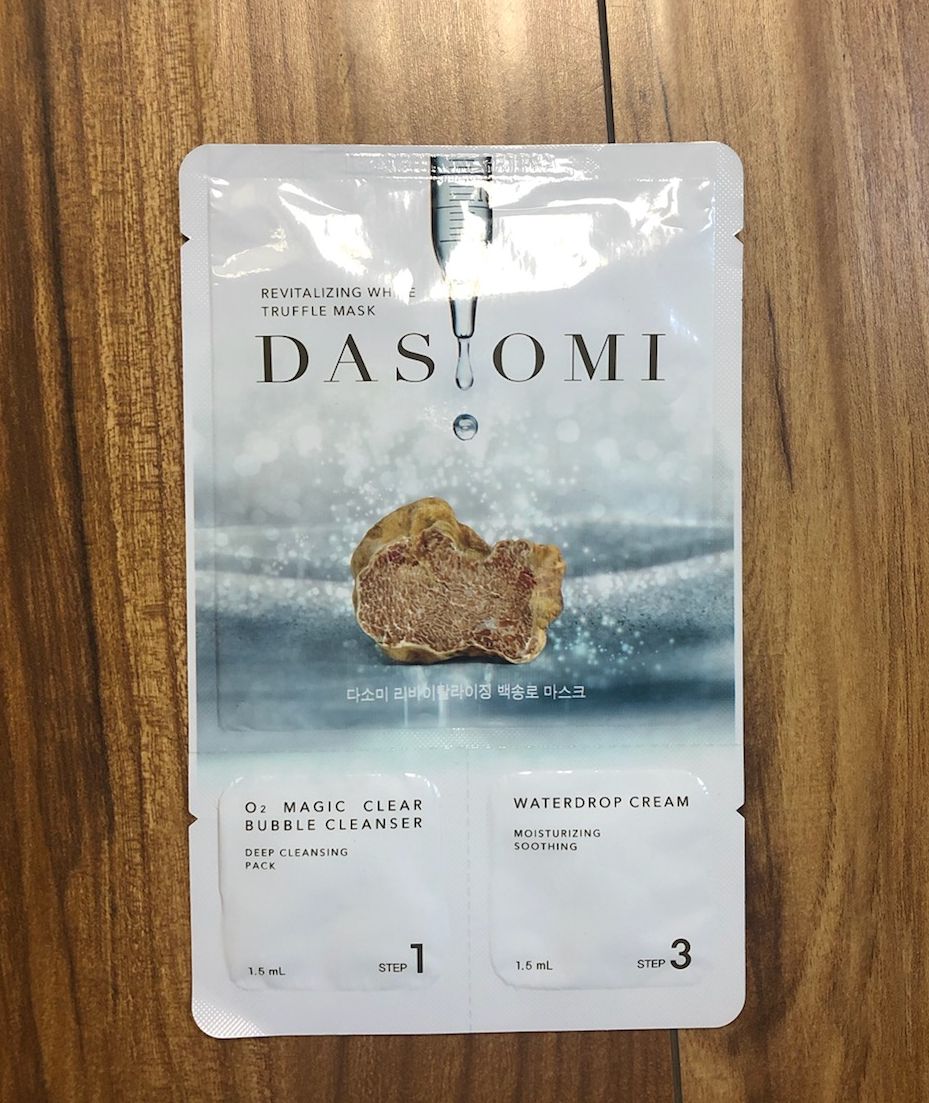 REVITALIZING WHITE
TRUFFLE MASK
DASOMI
다소미 리바이탈라이징 백송로 마스크
O₂ MAGIC CLEAR
BUBBLE CLEANSER
DEEP CLEANSING
PACK
1.5 mL
STEP 1
WATERDROP CREAM
MOISTURIZING
SOOTHING
1.5 mL
STEP 3